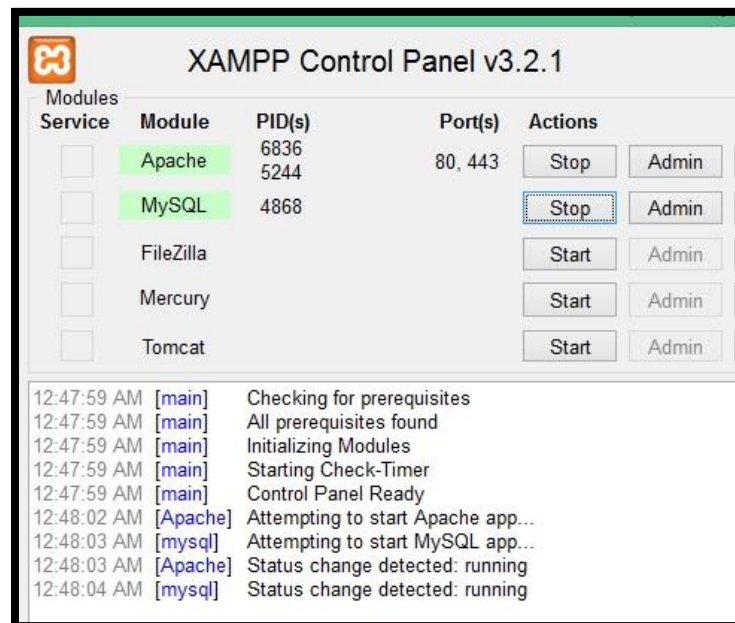 XAMPP Control Panel v3.2.1
Modules
Service Module PID(s) Port(s) Actions
Apache 6836 5244 80, 443 Stop Admin
MySQL 4868 Stop Admin
FileZilla Start Admin
Mercury Start Admin
Tomcat Start Admin
12:47:59 AM [main] Checking for prerequisites
12:47:59 AM [main] All prerequisites found
12:47:59 AM [main] Initializing Modules
12:47:59 AM [main] Starting Check-Timer
12:47:59 AM [main] Control Panel Ready
12:48:02 AM [Apache] Attempting to start Apache app...
12:48:03 AM [mysql] Attempting to start MySQL app...
12:48:03 AM [Apache] Status change detected: running
12:48:04 AM [mysql] Status change detected: running